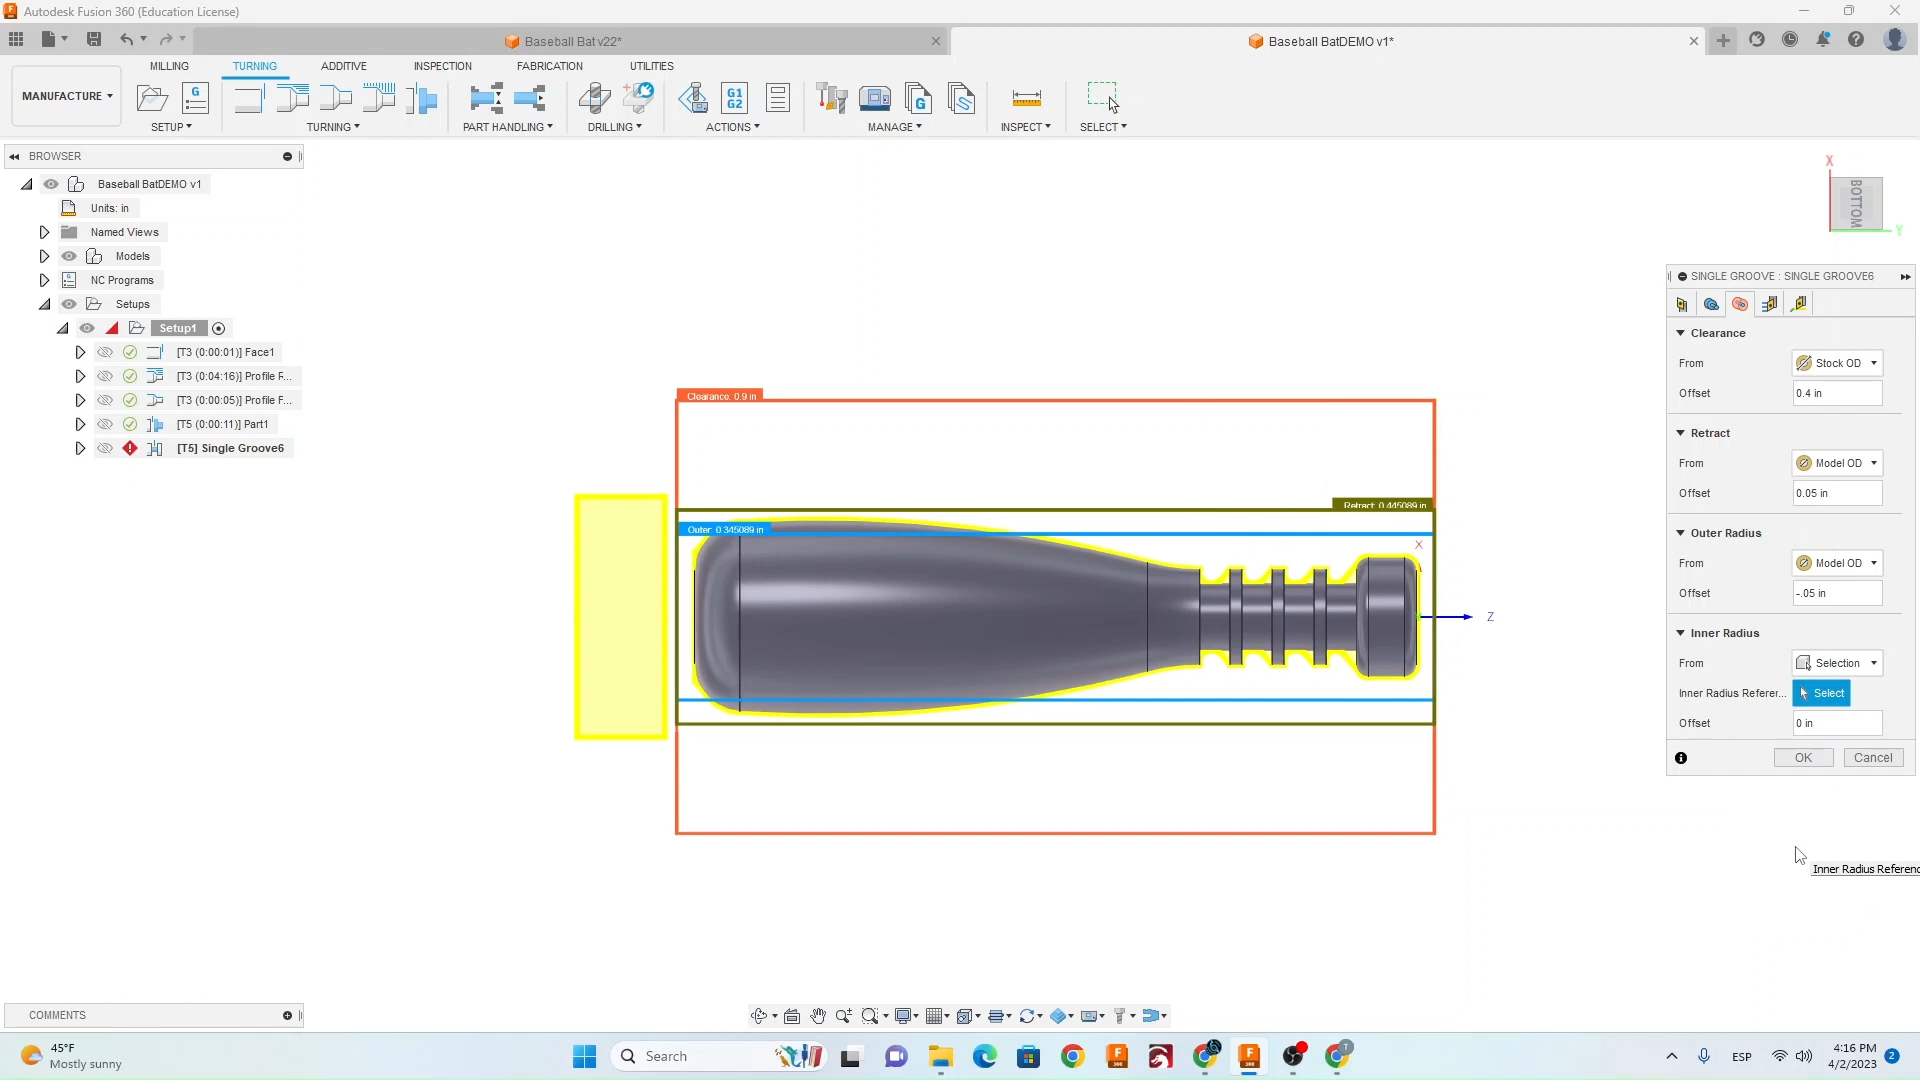 Autodesk Fusion 360 (Education License)
Baseball Bat v22*
Baseball BatDEMO v1*
MILLING
TURNING
ADDITIVE
INSPECTION
FABRICATION
UTILITIES
MANUFACTURE
G1
G2
SETUP
TURNING
PART HANDLING
DRILLING
ACTIONS
MANAGE
INSPECT
SELECT
BROWSER
Baseball BatDEMO v1
Units: in
Named Views
Models
NC Programs
Setups
Setup1
[T3 (0:00:01)] Face1
[T3 (0:04:16)] Profile R...
[T3 (0:00:05)] Profile F...
[T5 (0:00:11)] Part1
[T5] Single Groove6
Clearance: 0.9 in
Retract: 0.445089 in
Outer: 0.345089 in
X
Z
X
BOTTOM
Y
SINGLE GROOVE : SINGLE GROOVE6
Clearance
From Stock OD
Offset 0.4 in
Retract
From Model OD
Offset 0.05 in
Outer Radius
From Model OD
Offset -.05 in
Inner Radius
From Selection
Inner Radius Referer... Select
Offset 0 in
OK Cancel
Inner Radius Referenc
COMMENTS
45°F
Mostly sunny
Search
ESP
4:16 PM
4/2/2023
2